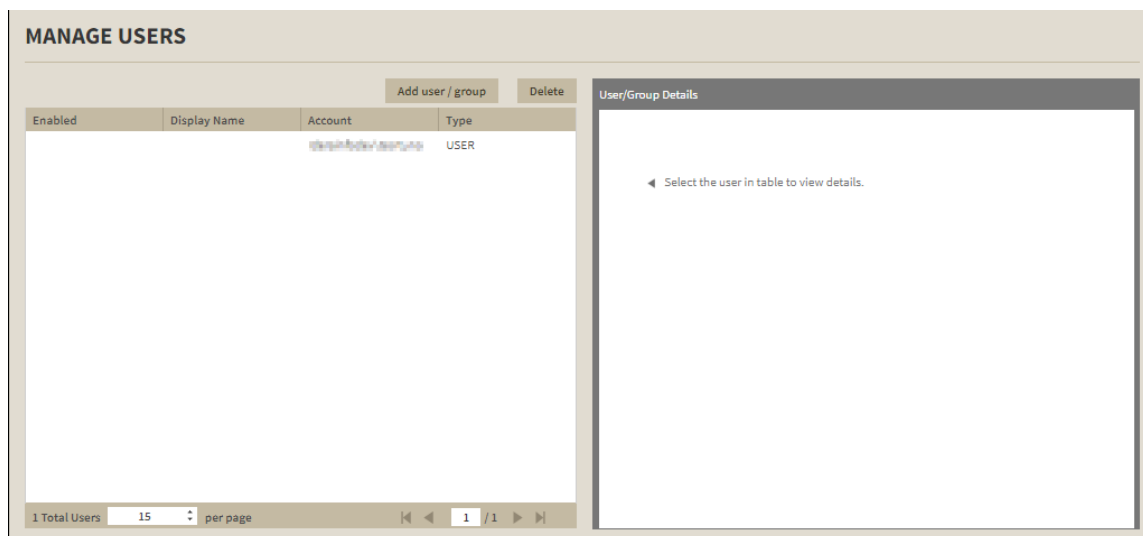 MANAGE USERS
Add user / group Delete
User/Group Details
Enabled Display Name Account Type
USER
Select the user in table to view details.
1 Total Users 15 per page 1 /1